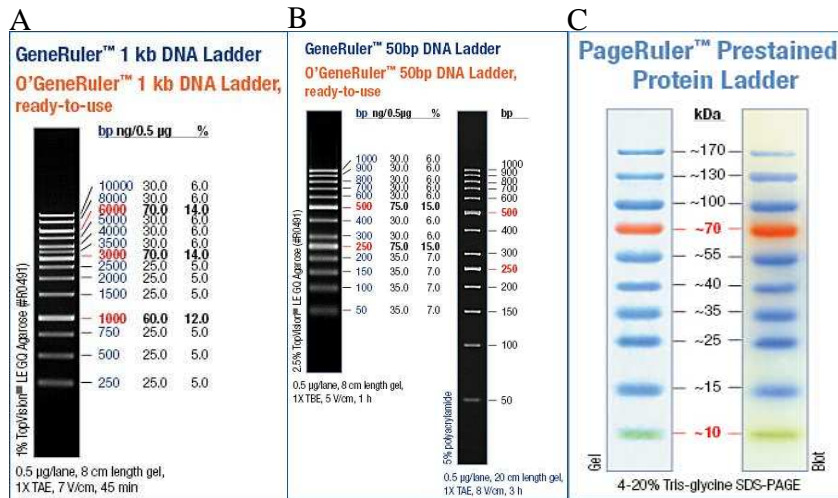 A
GeneRuler™ 1 kb DNA Ladder
O'GeneRuler™ 1 kb DNA Ladder,
ready-to-use
bp ng/0.5 µg %
10000 30.0 6.0
8000 30.0 6.0
6000 70.0 14.0
5000 30.0 6.0
4000 30.0 6.0
3500 30.0 6.0
3000 70.0 14.0
2500 25.0 5.0
2000 25.0 5.0
1500 25.0 5.0
1000 60.0 12.0
750 25.0 5.0
500 25.0 5.0
250 25.0 5.0
1% TopVision™ LE GQ Agarose (#R0491)
0.5 µg/lane, 8 cm length gel,
1X TAE, 7 V/cm, 45 min
B
GeneRuler™ 50bp DNA Ladder
O'GeneRuler™ 50bp DNA Ladder,
ready-to-use
bp ng/0.5µg %
1000 30.0 6.0
900 30.0 6.0
800 30.0 6.0
700 30.0 6.0
600 30.0 6.0
500 75.0 15.0
400 30.0 6.0
300 30.0 6.0
250 75.0 15.0
200 35.0 7.0
150 35.0 7.0
100 35.0 7.0
50 35.0 7.0
2.5% TopVision™ LE GQ Agarose (#R0491)
0.5 µg/lane, 8 cm length gel,
1X TBE, 5 V/cm, 1 h
bp
1000
900
800
700
600
500
400
300
250
200
150
100
50
5% polyacrylamide
0.5 µg/lane, 20 cm length gel,
1X TAE, 8 V/cm, 3 h
C
PageRuler™ Prestained
Protein Ladder
kDa
~170
~130
~100
~70
~55
~40
~35
~25
~15
~10
Gel
Blot
4-20% Tris-glycine SDS-PAGE